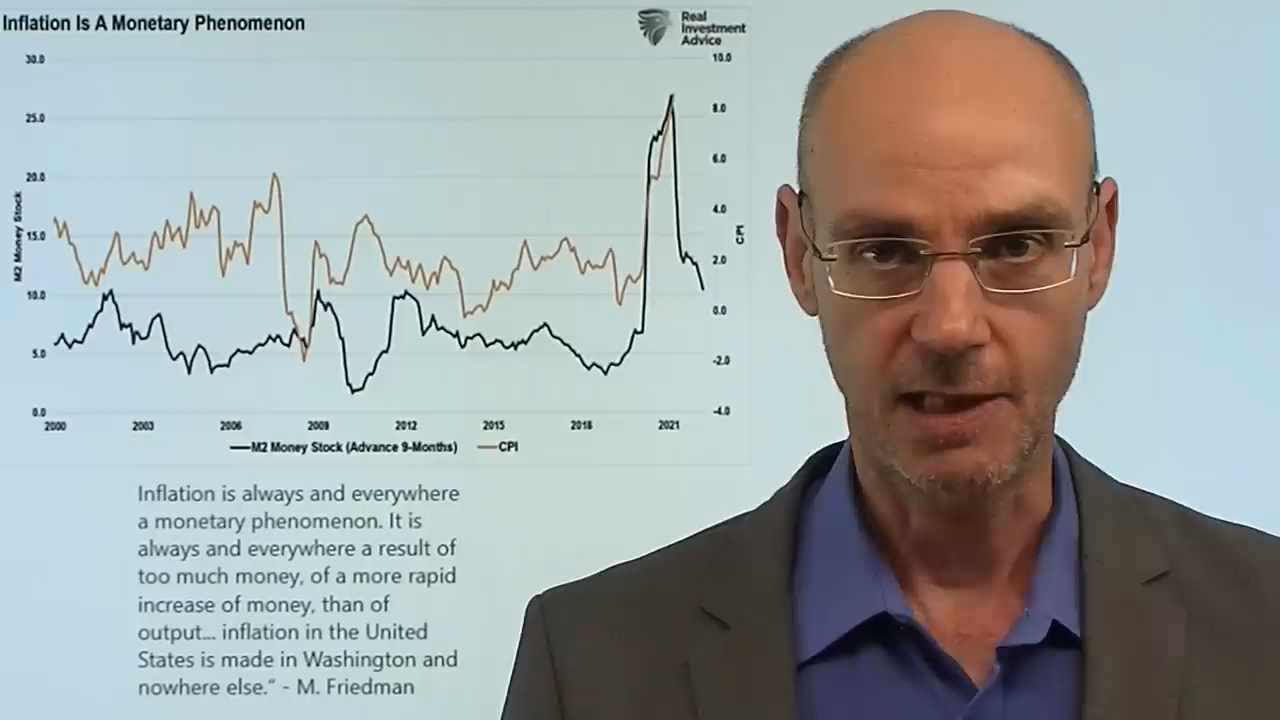 Inflation Is A Monetary Phenomenon
Real
Investment
Advice
30.0
25.0
20.0
15.0
10.0
5.0
0.0
M2 Money Stock
10.0
8.0
6.0
4.0
2.0
0.0
-2.0
-4.0
CPI
2000 2003 2006 2009 2012 2015 2018 2021
M2 Money Stock (Advance 9-Months) CPI
Inflation is always and everywhere
a monetary phenomenon. It is
always and everywhere a result of
too much money, of a more rapid
increase of money, than of
output... inflation in the United
States is made in Washington and
nowhere else.” - M. Friedman